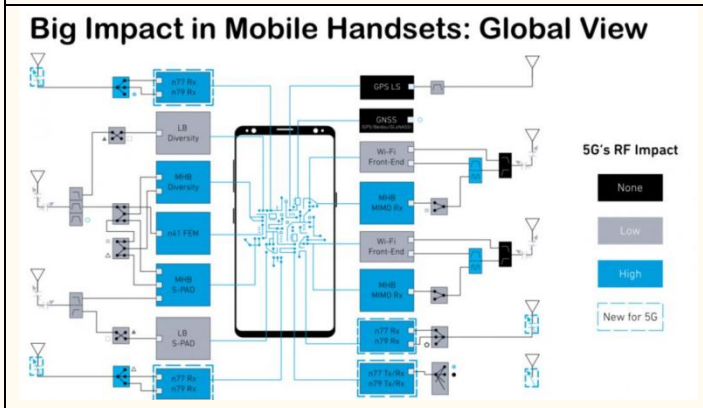 Big Impact in Mobile Handsets: Global View
n77 Rx
n79 Rx
LB
Diversity
MHB
Diversity
n41 FEM
MHB
S-PAD
LB
S-PAD
n77 Rx
n79 Rx
GPS LS
GNSS
Wi-Fi
Front-End
MHB
MIMO Rx
Wi-Fi
Front-End
MHB
MIMO Rx
n77 Rx
n79 Rx
n77 Tx/Rx
n79 Tx/Rx
5G's RF Impact
None
Low
High
New for 5G